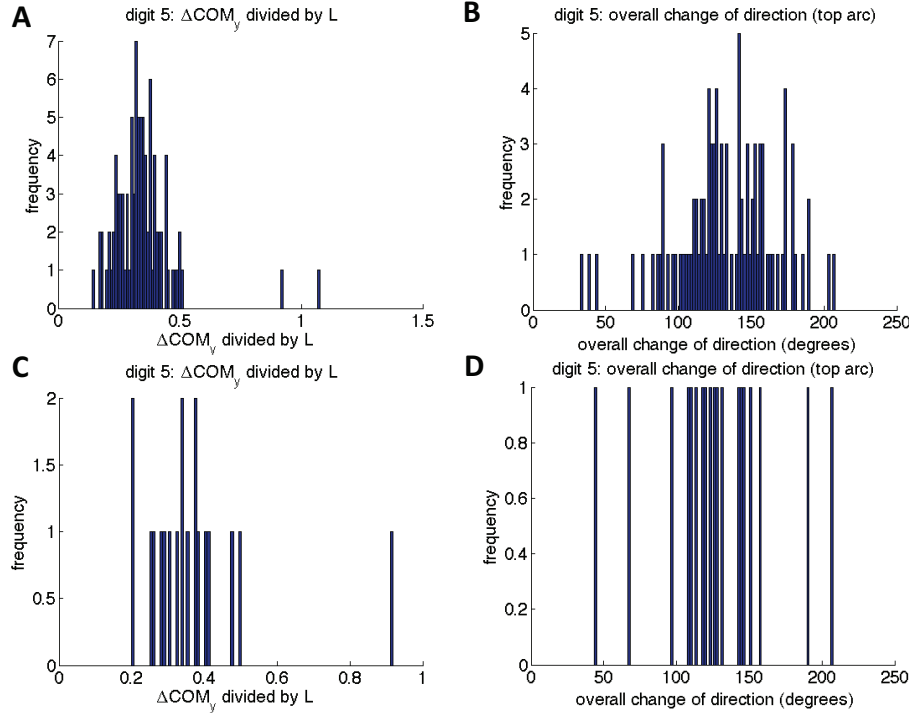 A
digit 5: ΔCOM_y divided by L
frequency
7
6
5
4
3
2
1
0
0 0.5 1 1.5
ΔCOM_y divided by L
B
digit 5: overall change of direction (top arc)
frequency
5
4
3
2
1
0
0 50 100 150 200 250
overall change of direction (degrees)
C
digit 5: ΔCOM_y divided by L
frequency
2
1.5
1
0.5
0
0 0.2 0.4 0.6 0.8 1
ΔCOM_y divided by L
D
digit 5: overall change of direction (top arc)
frequency
1
0.8
0.6
0.4
0.2
0
0 50 100 150 200 250
overall change of direction (degrees)